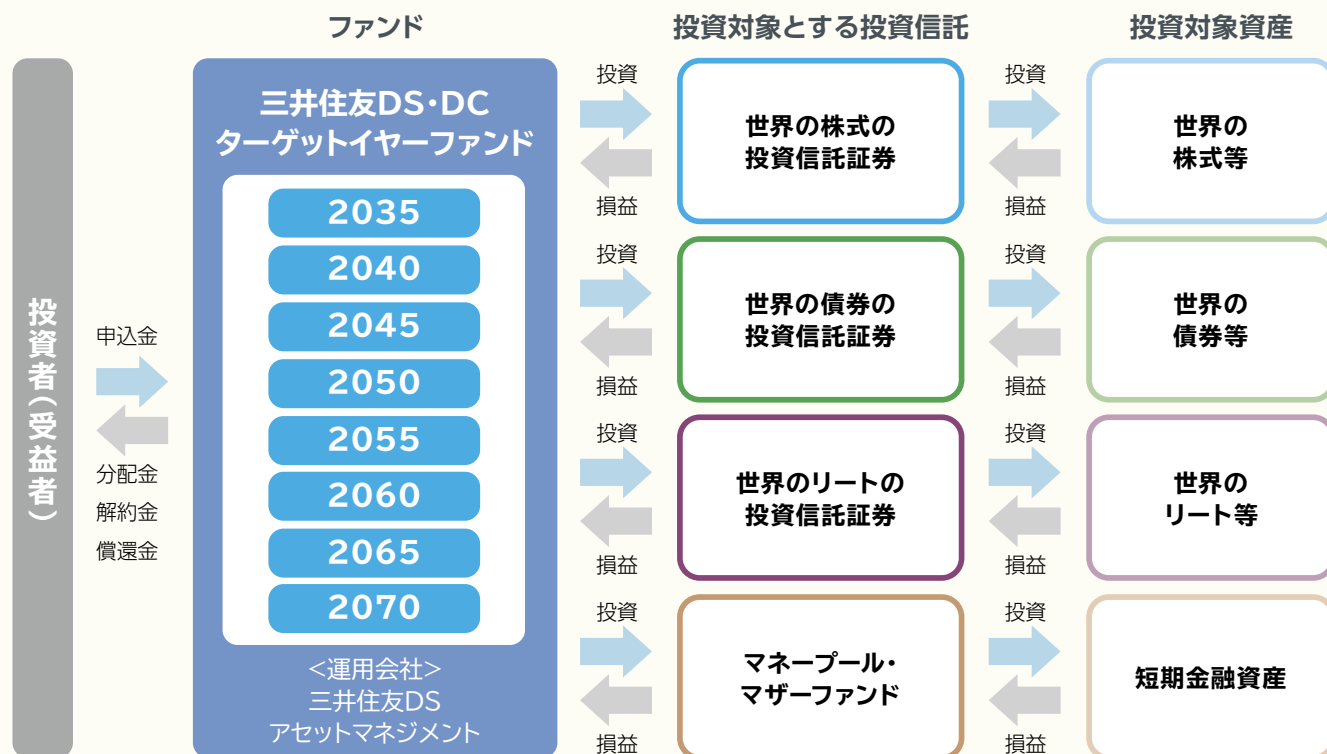 ファンド
投資対象とする投資信託
投資対象資産
投資者(受益者)
申込金
分配金
解約金
償還金
三井住友DS・DC
ターゲットイヤーファンド
2035
2040
2045
2050
2055
2060
2065
2070
<運用会社>
三井住友DS
アセットマネジメント
投資
損益
世界の株式の
投資信託証券
投資
損益
世界の
株式等
投資
損益
世界の債券の
投資信託証券
投資
損益
世界の
債券等
投資
損益
世界のリートの
投資信託証券
投資
損益
世界の
リート等
投資
損益
マネープール・
マザーファンド
投資
損益
短期金融資産